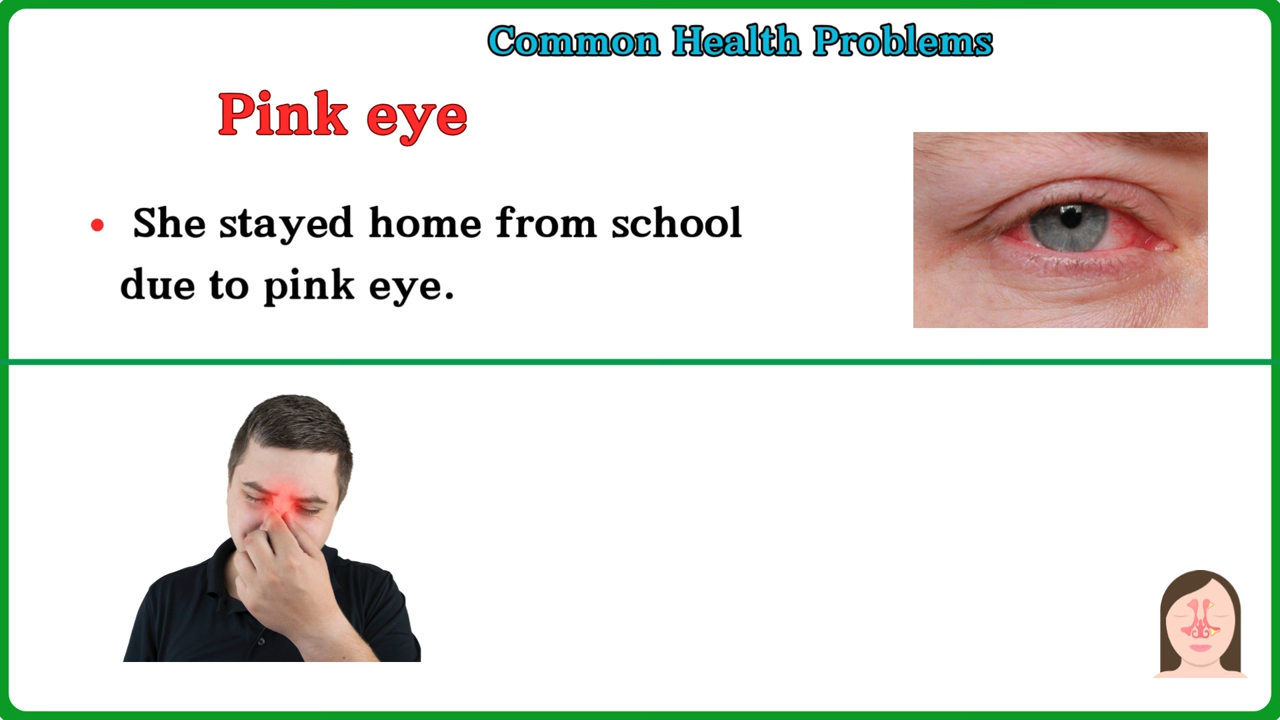 Common Health Problems
Pink eye
• She stayed home from school
due to pink eye.